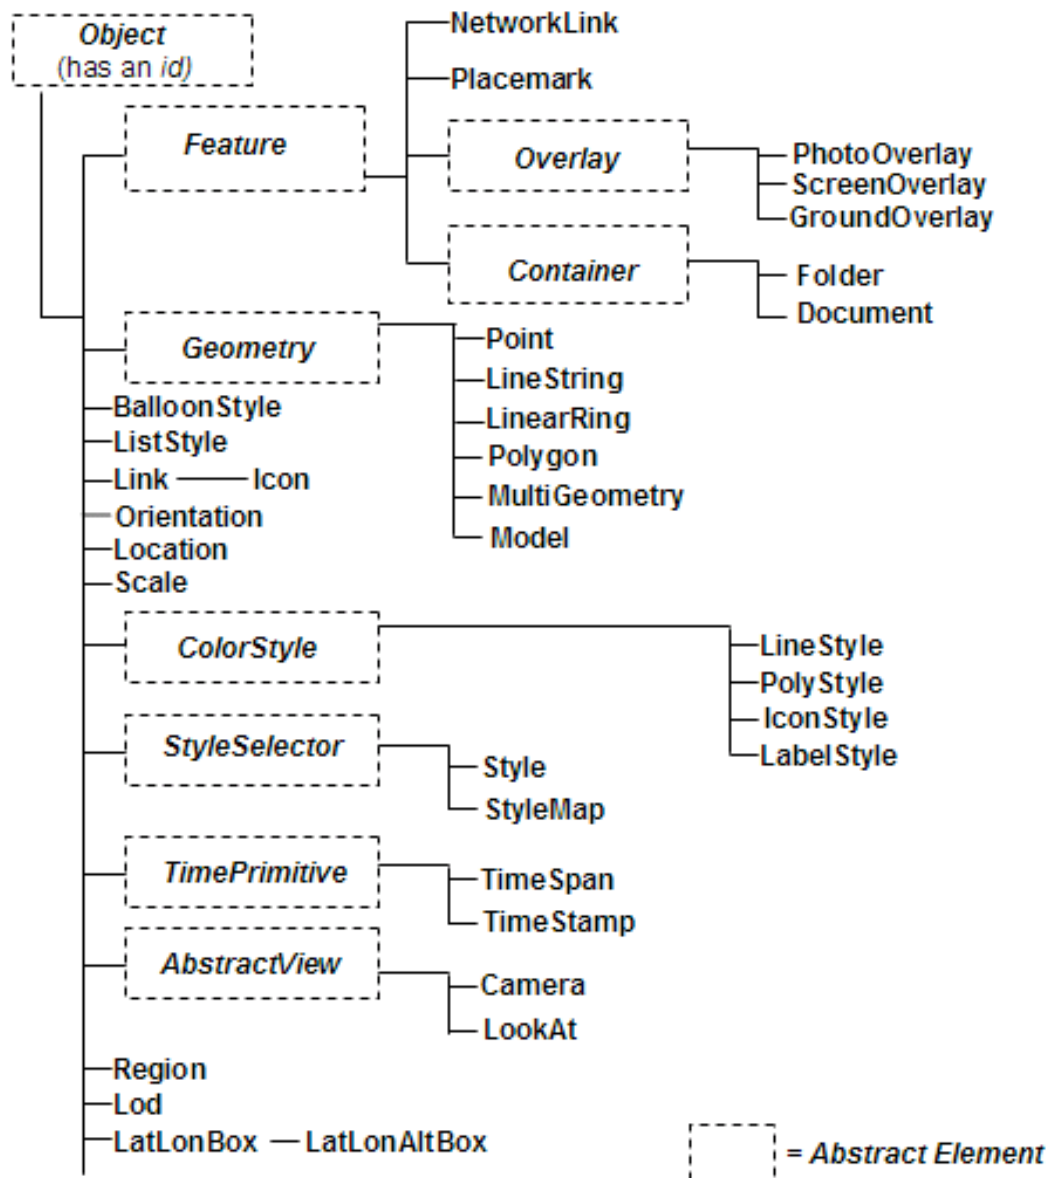 Object
(has an id)
NetworkLink
Placemark
Feature
Overlay
PhotoOverlay
ScreenOverlay
GroundOverlay
Container
Folder
Document
Geometry
Point
LineString
LinearRing
Polygon
MultiGeometry
Model
BalloonStyle
ListStyle
Link Icon
Orientation
Location
Scale
ColorStyle
LineStyle
PolyStyle
IconStyle
LabelStyle
StyleSelector
Style
StyleMap
TimePrimitive
TimeSpan
TimeStamp
AbstractView
Camera
LookAt
Region
Lod
LatLonBox LatLonAltBox
= Abstract Element